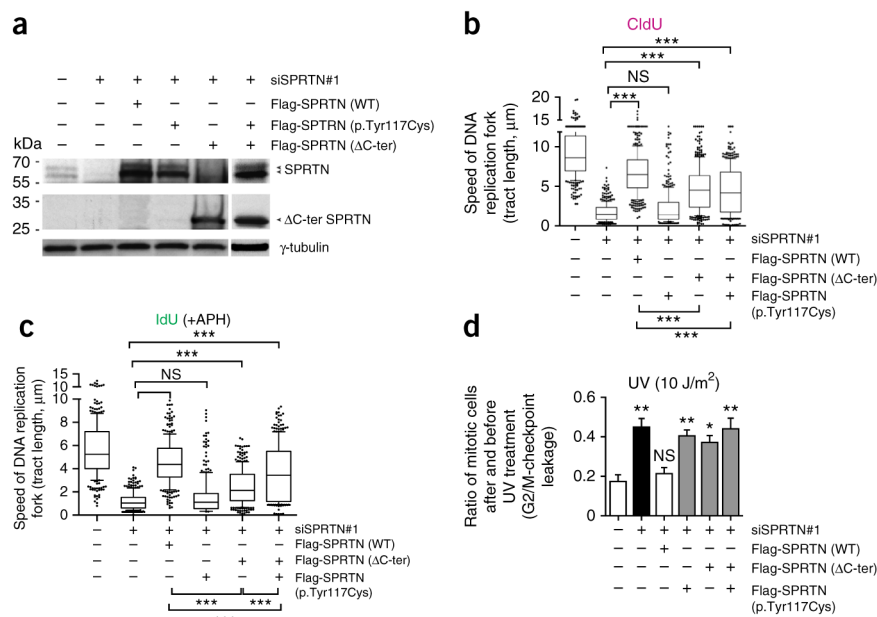 a
– + + + + + siSPRTN#1
– – + – – – Flag-SPRTN (WT)
– – – + – + Flag-SPTRN (p.Tyr117Cys)
– – – – + + Flag-SPRTN (ΔC-ter)
kDa
70
55
SPRTN
35
25
ΔC-ter SPRTN
γ-tubulin
b
CldU
***
***
NS
***
Speed of DNA
replication fork
(tract length, μm)
20
15
10
5
0
– + + + + + siSPRTN#1
– – + – – – Flag-SPRTN (WT)
– – – – + + Flag-SPRTN (ΔC-ter)
– – – + – + Flag-SPRTN
(p.Tyr117Cys)
***
***
c
IdU (+APH)
***
***
NS
Speed of DNA replication
fork (tract length, μm)
15
10
8
6
4
2
0
– + + + + + siSPRTN#1
– – + – – – Flag-SPRTN (WT)
– – – – + + Flag-SPRTN (ΔC-ter)
– – – + – + Flag-SPRTN
(p.Tyr117Cys)
*** ***
d
UV (10 J/m²)
Ratio of mitotic cells
after and before
UV treatment
(G2/M-checkpoint
leakage)
0.6
0.4
0.2
0
** NS ** * **
– + + + + + siSPRTN#1
– – + – – – Flag-SPRTN (WT)
– – – – + + Flag-SPRTN (ΔC-ter)
– – – + – + Flag-SPRTN
(p.Tyr117Cys)